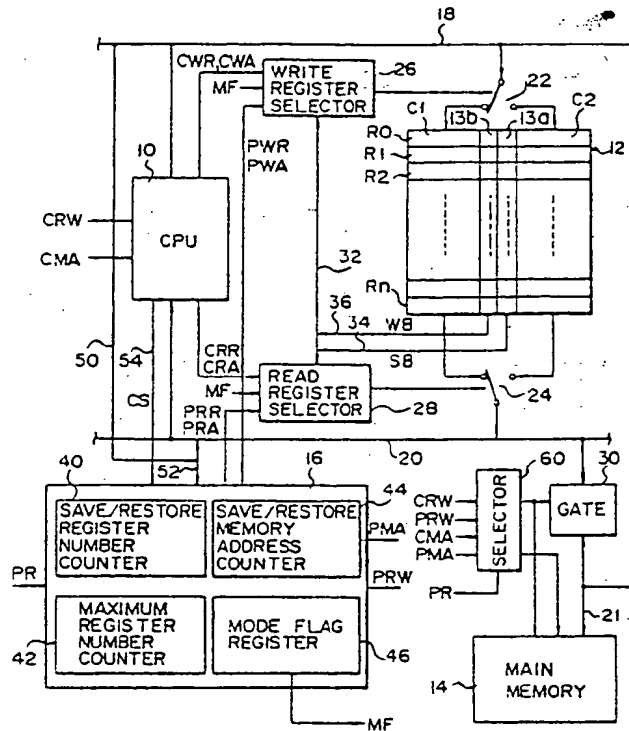 18
CWR,CWA
26
MF
WRITE
REGISTER
SELECTOR
22
C1
13b
13a
C2
R0
R1
R2
12
10
PWR
PWA
CRW
CMA
CPU
32
Rn
36
W8
34
S8
50
54
CS
CRR
CRA
MF
PRR
PRA
READ
REGISTER
SELECTOR
28
24
52
20
40
16
44
60
30
SAVE/RESTORE
REGISTER
NUMBER
COUNTER
SAVE/RESTORE
MEMORY
ADDRESS
COUNTER
PMA
CRW
PRW
CMA
PMA
SELECTOR
GATE
PR
PRW
PR
21
42
MAXIMUM
REGISTER
NUMBER
COUNTER
MODE FLAG
REGISTER
46
14
MAIN
MEMORY
MF